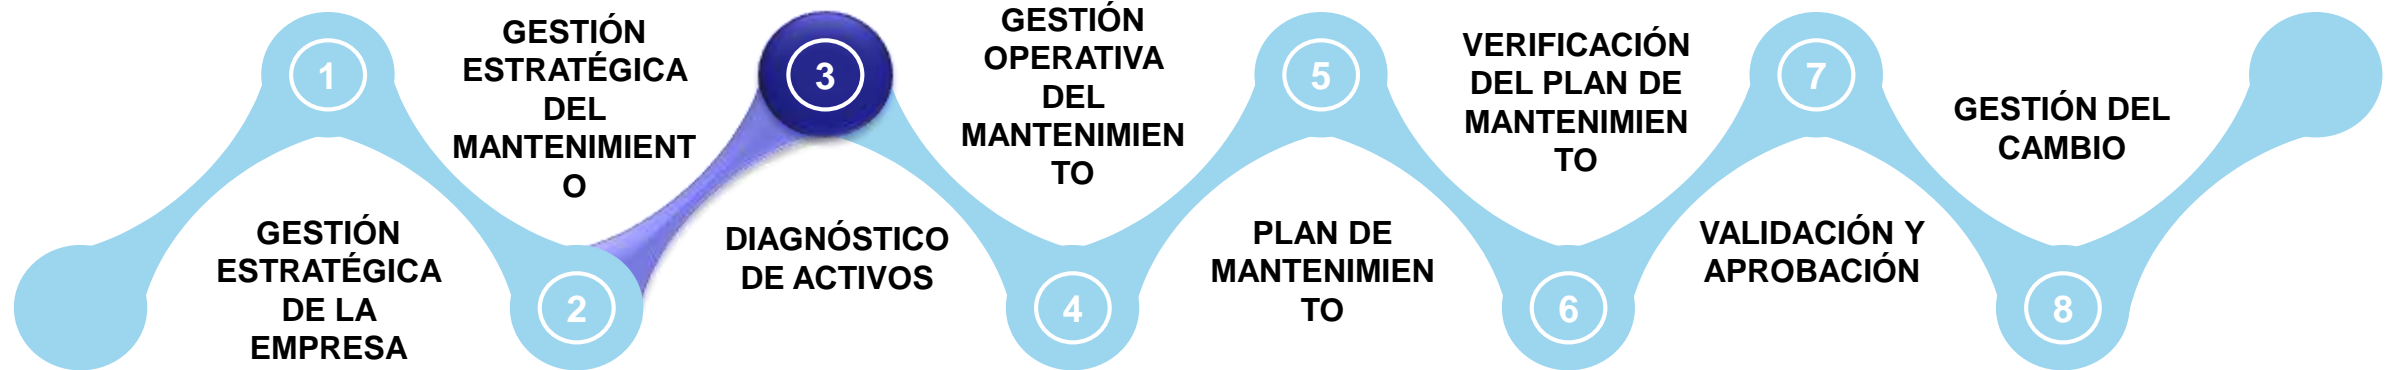 1
GESTIÓN
ESTRATÉGICA
DE LA
EMPRESA
GESTIÓN
ESTRATÉGICA
DEL
MANTENIMIENT
O
2
3
DIAGNÓSTICO
DE ACTIVOS
GESTIÓN
OPERATIVA
DEL
MANTENIMIEN
TO
4
5
PLAN DE
MANTENIMIEN
TO
VERIFICACIÓN
DEL PLAN DE
MANTENIMIEN
TO
6
7
VALIDACIÓN Y
APROBACIÓN
GESTIÓN DEL
CAMBIO
8